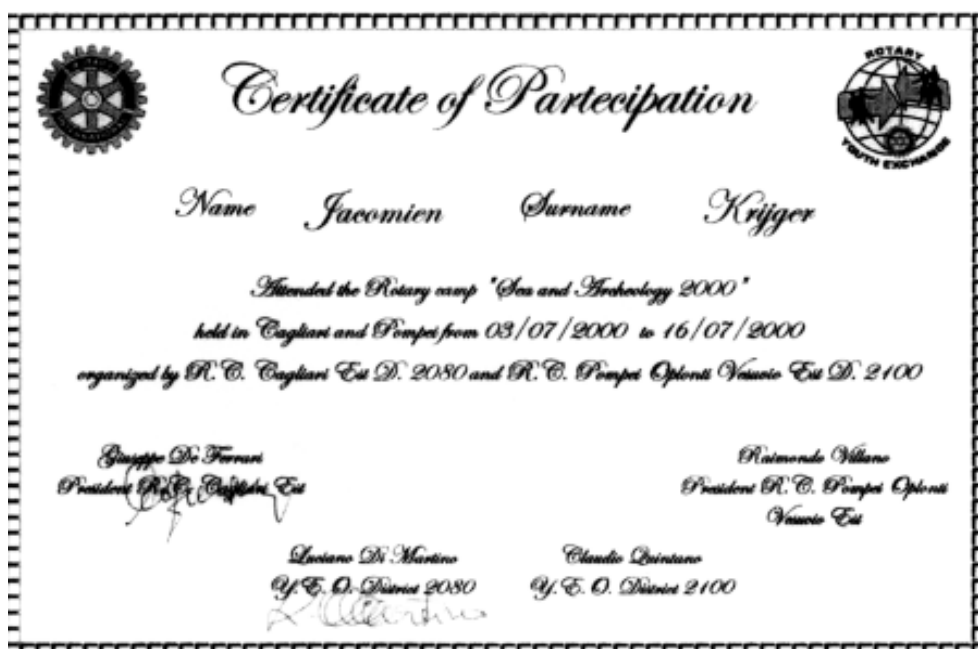 Certificate of Partecipation
ROTARY
YOUTH EXCHANGE
Name Jacomien Surname Krijger
Attended the Rotary camp "Sea and Archeology 2000"
held in Cagliari and Pompei from 03/07/2000 to 16/07/2000
organized by R.C. Cagliari Est D. 2080 and R.C. Pompei Oplonti Vesuvio Est D. 2100
Giuseppe De Ferrari
President R.C. Cagliari Est
Raimondo Villano
President R.C. Pompei Oplonti
Vesuvio Est
Luciano Di Martino
Y.E.O. District 2080
Claudio Quintano
Y.E.O. District 2100